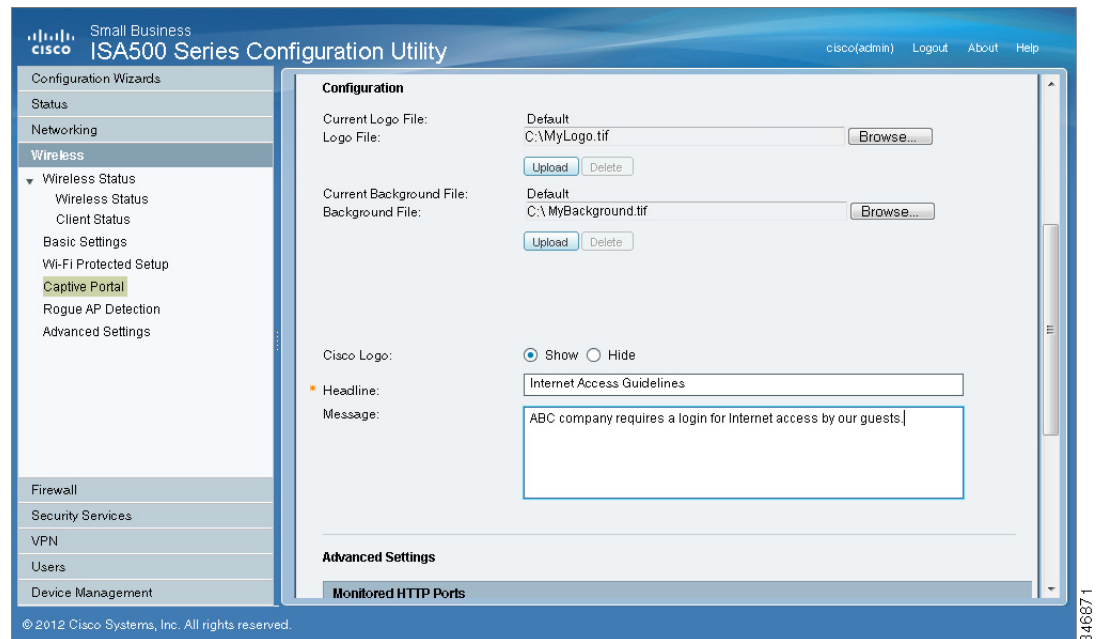 Small Business
CISCO ISA500 Series Configuration Utility
cisco(admin) Logout About Help
Configuration Wizards
Status
Networking
Wireless
Wireless Status
Wireless Status
Client Status
Basic Settings
Wi-Fi Protected Setup
Captive Portal
Rogue AP Detection
Advanced Settings
Firewall
Security Services
VPN
Users
Device Management
Configuration
Current Logo File: Default
Logo File: C:\MyLogo.tif Browse...
Upload Delete
Current Background File: Default
Background File: C:\ MyBackground.tif Browse...
Upload Delete
Cisco Logo: Show Hide
* Headline: Internet Access Guidelines
Message: ABC company requires a login for Internet access by our guests.
Advanced Settings
Monitored HTTP Ports
© 2012 Cisco Systems, Inc. All rights reserved.
346871